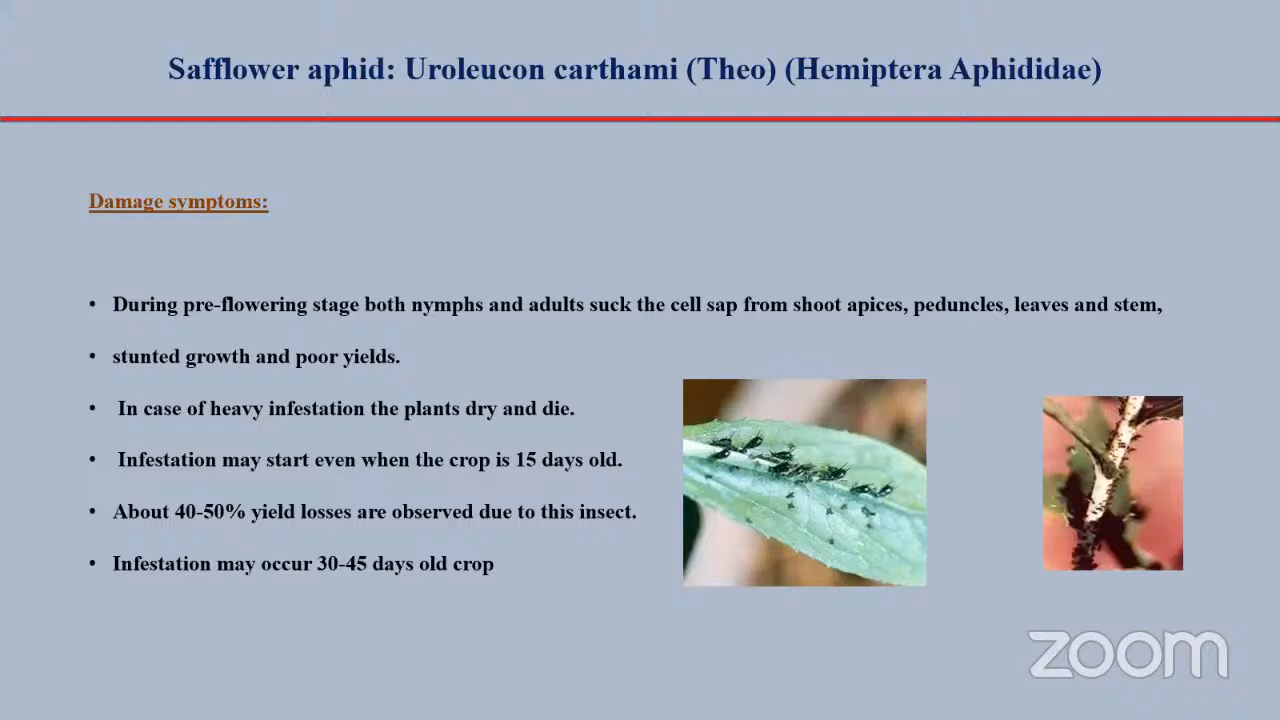 Safflower aphid: Uroleucon carthami (Theo) (Hemiptera Aphididae)
Damage symptoms:
• During pre-flowering stage both nymphs and adults suck the cell sap from shoot apices, peduncles, leaves and stem,
• stunted growth and poor yields.
• In case of heavy infestation the plants dry and die.
• Infestation may start even when the crop is 15 days old.
• About 40-50% yield losses are observed due to this insect.
• Infestation may occur 30-45 days old crop
zoom